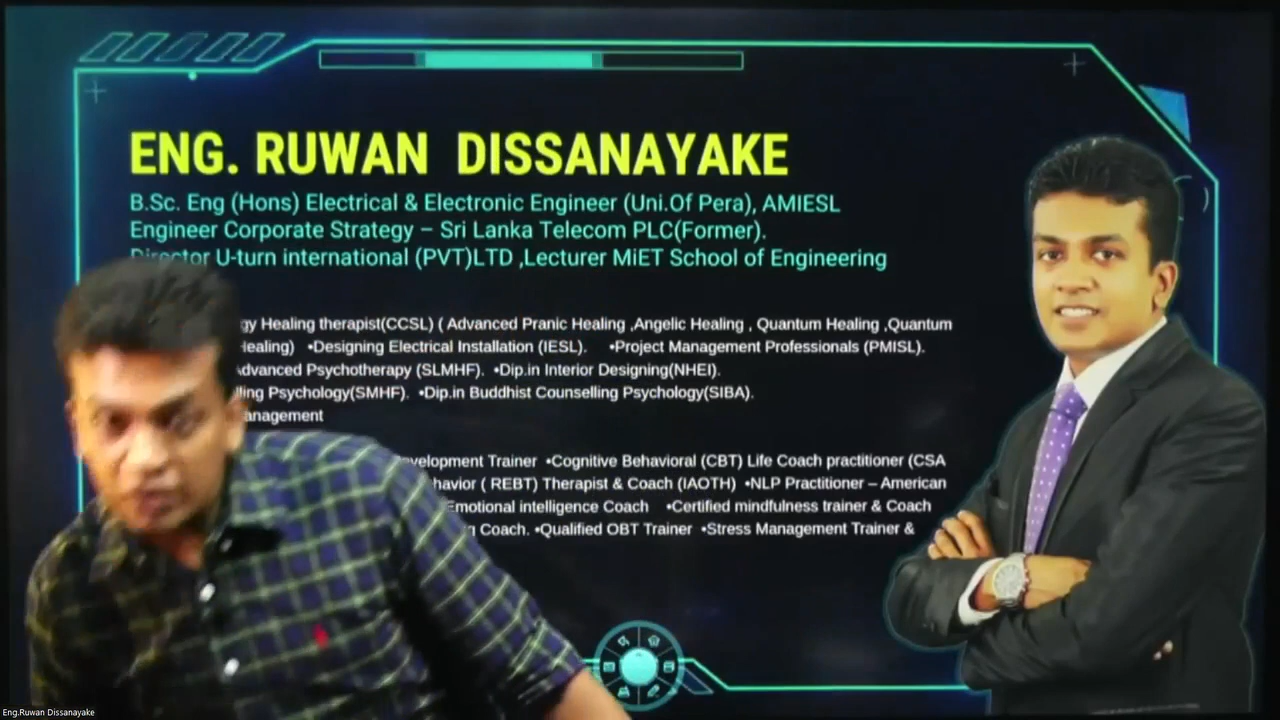 ENG. RUWAN DISSANAYAKE
B.Sc. Eng (Hons) Electrical & Electronic Engineer (Uni.Of Pera), AMIESL
Engineer Corporate Strategy – Sri Lanka Telecom PLC(Former).
Director U-turn international (PVT)LTD ,Lecturer MiET School of Engineering
Healing therapist(CCSL) ( Advanced Pranic Healing ,Angelic Healing , Quantum Healing ,Quantum
Healing) •Designing Electrical Installation (IESL). •Project Management Professionals (PMISL).
Advanced Psychotherapy (SLMHF). •Dip.in Interior Designing(NHEI).
Psychology(SMHF). •Dip.in Buddhist Counselling Psychology(SIBA).
Trainer •Cognitive Behavioral (CBT) Life Coach practitioner (CSA
( REBT) Therapist & Coach (IAOTH) •NLP Practitioner – American
Emotional intelligence Coach •Certified mindfulness trainer & Coach
Coach. •Qualified OBT Trainer •Stress Management Trainer &
Eng.Ruwan Dissanayake